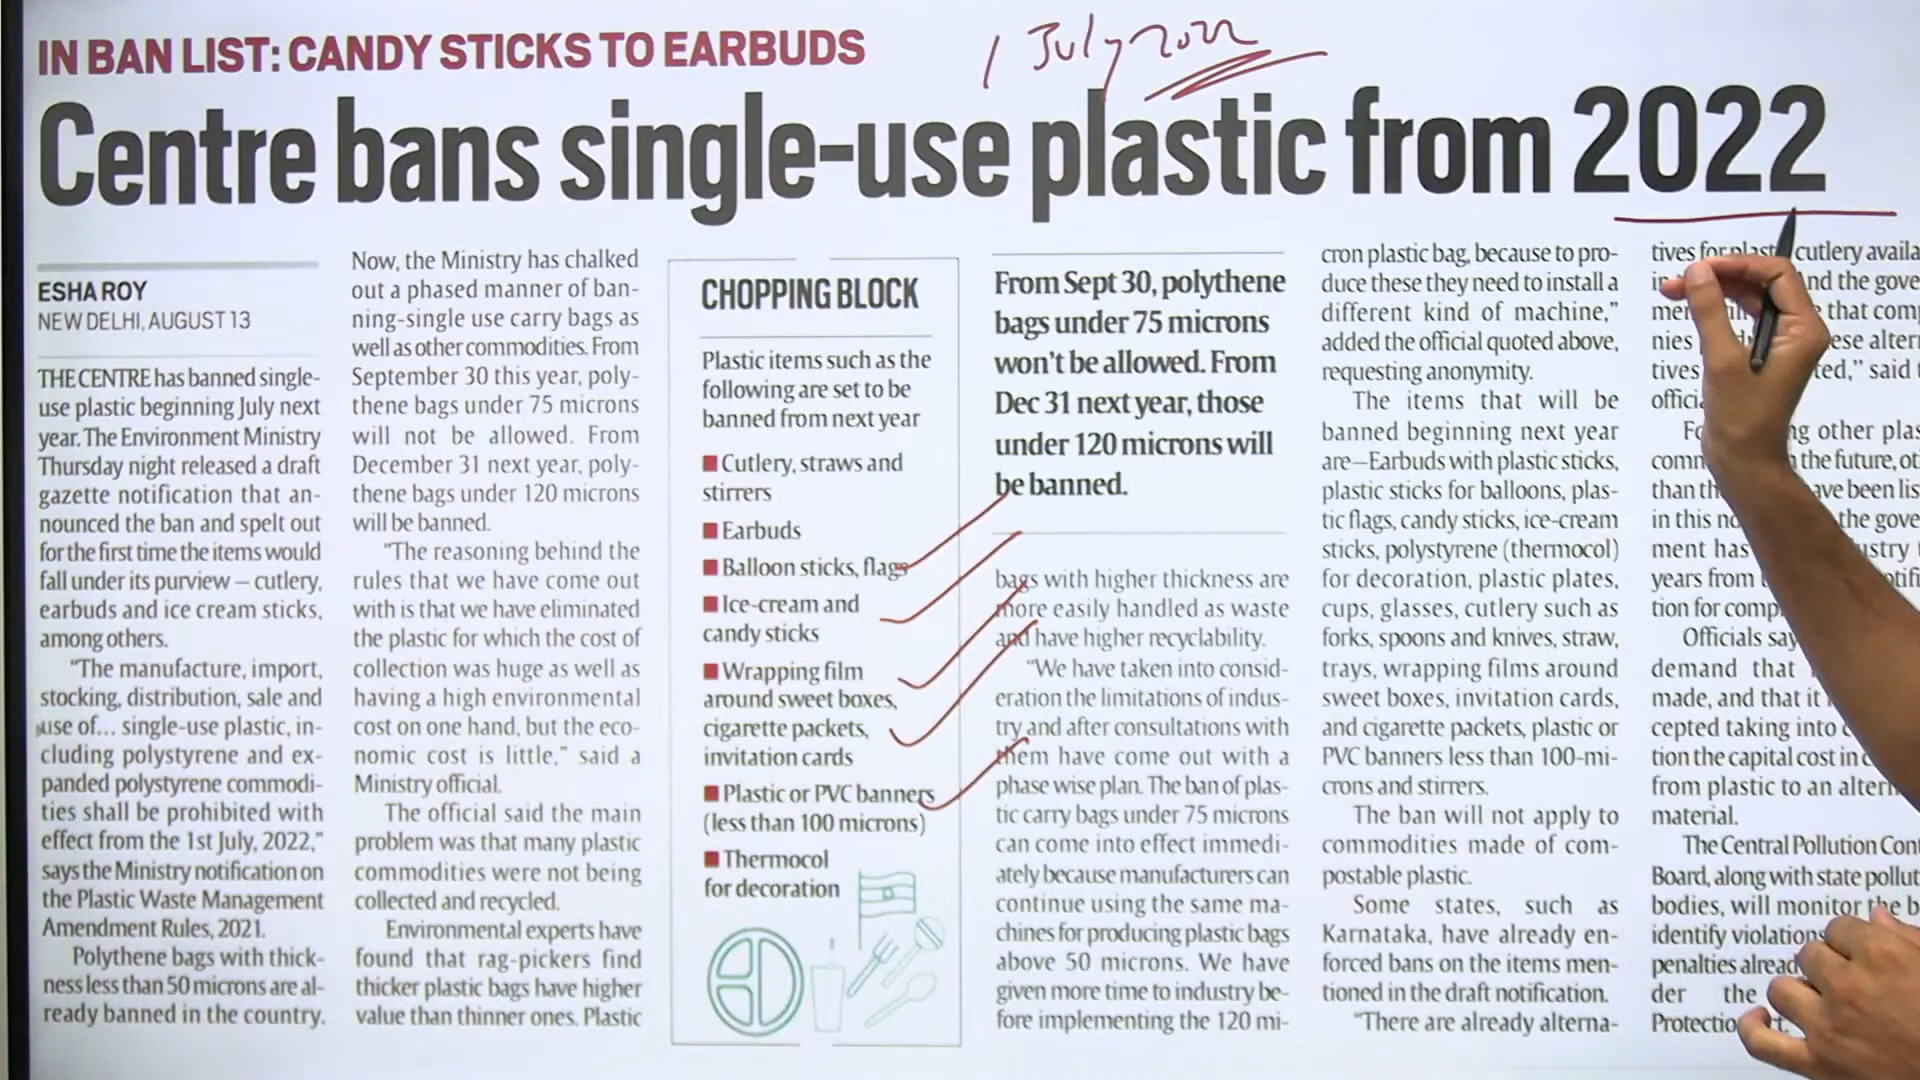 IN BAN LIST: CANDY STICKS TO EARBUDS
1 July 2022
Centre bans single-use plastic from 2022
ESHA ROY
NEW DELHI, AUGUST 13
THE CENTRE has banned single-
use plastic beginning July next
year. The Environment Ministry
Thursday night released a draft
gazette notification that an-
nounced the ban and spelt out
for the first time the items would
fall under its purview – cutlery,
earbuds and ice cream sticks,
among others.
"The manufacture, import,
stocking, distribution, sale and
use of... single-use plastic, in-
cluding polystyrene and ex-
panded polystyrene commodi-
ties shall be prohibited with
effect from the 1st July, 2022,"
says the Ministry notification on
the Plastic Waste Management
Amendment Rules, 2021.
Polythene bags with thick-
ness less than 50 microns are al-
ready banned in the country.
Now, the Ministry has chalked
out a phased manner of ban-
ning-single use carry bags as
well as other commodities. From
September 30 this year, poly-
thene bags under 75 microns
will not be allowed. From
December 31 next year, poly-
thene bags under 120 microns
will be banned.
"The reasoning behind the
rules that we have come out
with is that we have eliminated
the plastic for which the cost of
collection was huge as well as
having a high environmental
cost on one hand, but the eco-
nomic cost is little," said a
Ministry official.
The official said the main
problem was that many plastic
commodities were not being
collected and recycled.
Environmental experts have
found that rag-pickers find
thicker plastic bags have higher
value than thinner ones. Plastic
CHOPPING BLOCK
Plastic items such as the
following are set to be
banned from next year
■ Cutlery, straws and
stirrers
■ Earbuds
■ Balloon sticks, flags
■ Ice-cream and
candy sticks
■ Wrapping film
around sweet boxes,
cigarette packets,
invitation cards
■ Plastic or PVC banners
(less than 100 microns)
■ Thermocol
for decoration
From Sept 30, polythene
bags under 75 microns
won't be allowed. From
Dec 31 next year, those
under 120 microns will
be banned.
bags with higher thickness are
more easily handled as waste
and have higher recyclability.
"We have taken into consid-
eration the limitations of indus-
try and after consultations with
them have come out with a
phase wise plan. The ban of plas-
tic carry bags under 75 microns
can come into effect immedi-
ately because manufacturers can
continue using the same ma-
chines for producing plastic bags
above 50 microns. We have
given more time to industry be-
fore implementing the 120 mi-
cron plastic bag, because to pro-
duce these they need to install a
different kind of machine,"
added the official quoted above,
requesting anonymity.
The items that will be
banned beginning next year
are—Earbuds with plastic sticks,
plastic sticks for balloons, plas-
tic flags, candy sticks, ice-cream
sticks, polystyrene (thermocol)
for decoration, plastic plates,
cups, glasses, cutlery such as
forks, spoons and knives, straw,
trays, wrapping films around
sweet boxes, invitation cards,
and cigarette packets, plastic or
PVC banners less than 100-mi-
crons and stirrers.
The ban will not apply to
commodities made of com-
postable plastic.
Some states, such as
Karnataka, have already en-
forced bans on the items men-
tioned in the draft notification.
"There are already alterna-
tives for plastic cutlery availa
the gove
that com
nies
tives
said
other plas
the future, ot
than
in this
the gove
ment has
years from
tion for
Officials say
demand that
made, and that it
cepted taking into
tion the capital cost in
from plastic to an
material.
The Central Pollution Con
Board, along with state pollut
bodies, will monitor the b
identify violations
penalties
der the